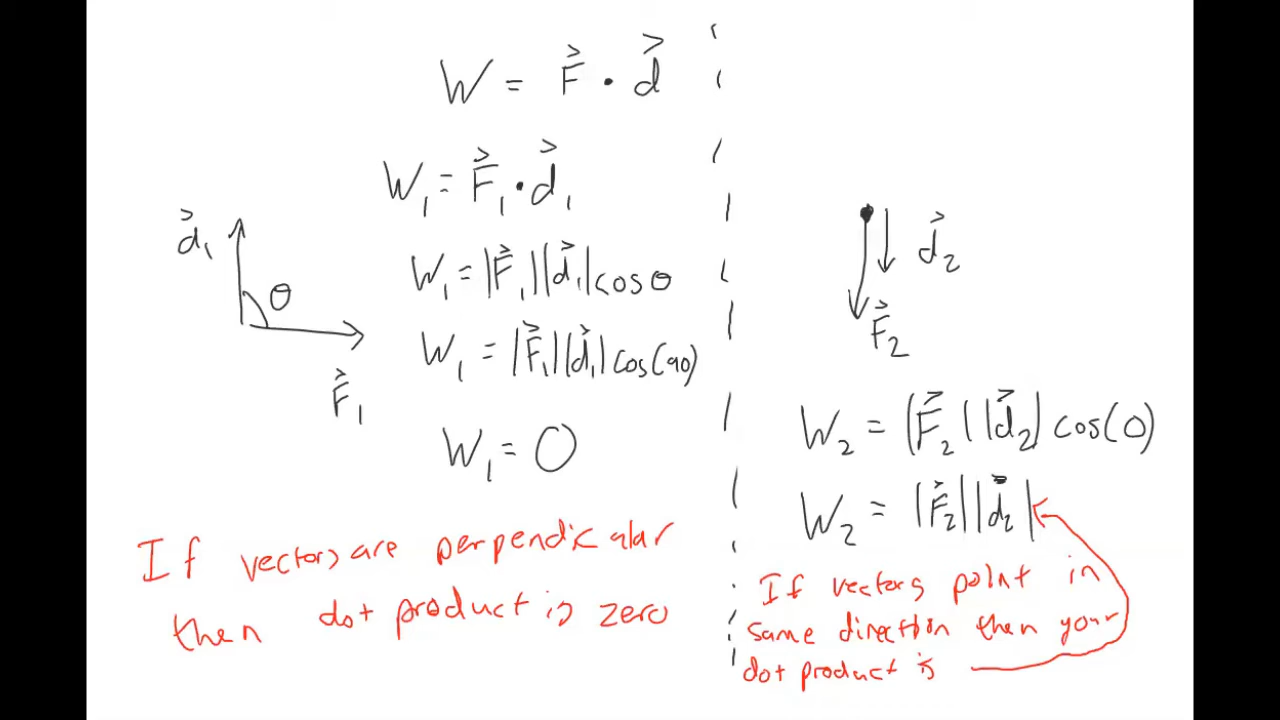 W = F⃗ · d⃗
W₁ = F⃗₁ · d⃗₁
d⃗₁
θ
F⃗₁
W₁ = |F⃗₁||d⃗₁|cosθ
W₁ = |F⃗₁||d⃗₁|cos(90)
W₁ = 0
If vectors are perpendicular
then dot product is zero
d⃗₂
F⃗₂
W₂ = |F⃗₂||d⃗₂|cos(0)
W₂ = |F⃗₂||d⃗₂|
If vectors point in
same direction then your
dot product is